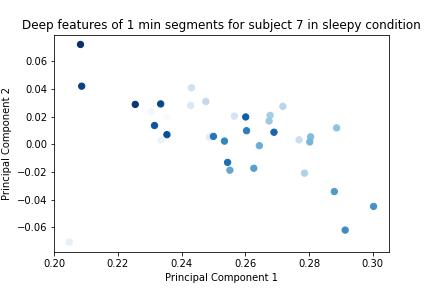 Deep features of 1 min segments for subject 7 in sleepy condition
0.06
0.04
0.02
0.00
−0.02
−0.04
−0.06
Principal Component 2
0.20 0.22 0.24 0.26 0.28 0.30
Principal Component 1